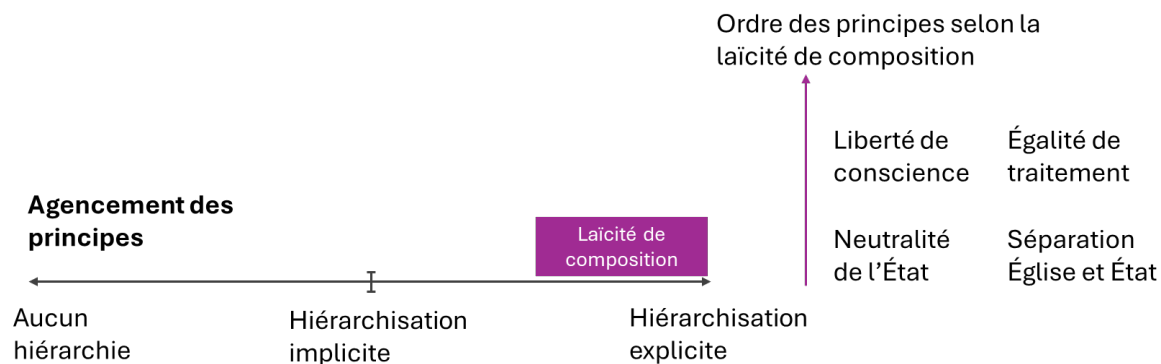 Ordre des principes selon la
laïcité de composition
Liberté de
conscience
Égalité de
traitement
Agencement des
principes
Laïcité de
composition
Neutralité
de l'État
Séparation
Église et État
Aucun
hiérarchie
Hiérarchisation
implicite
Hiérarchisation
explicite